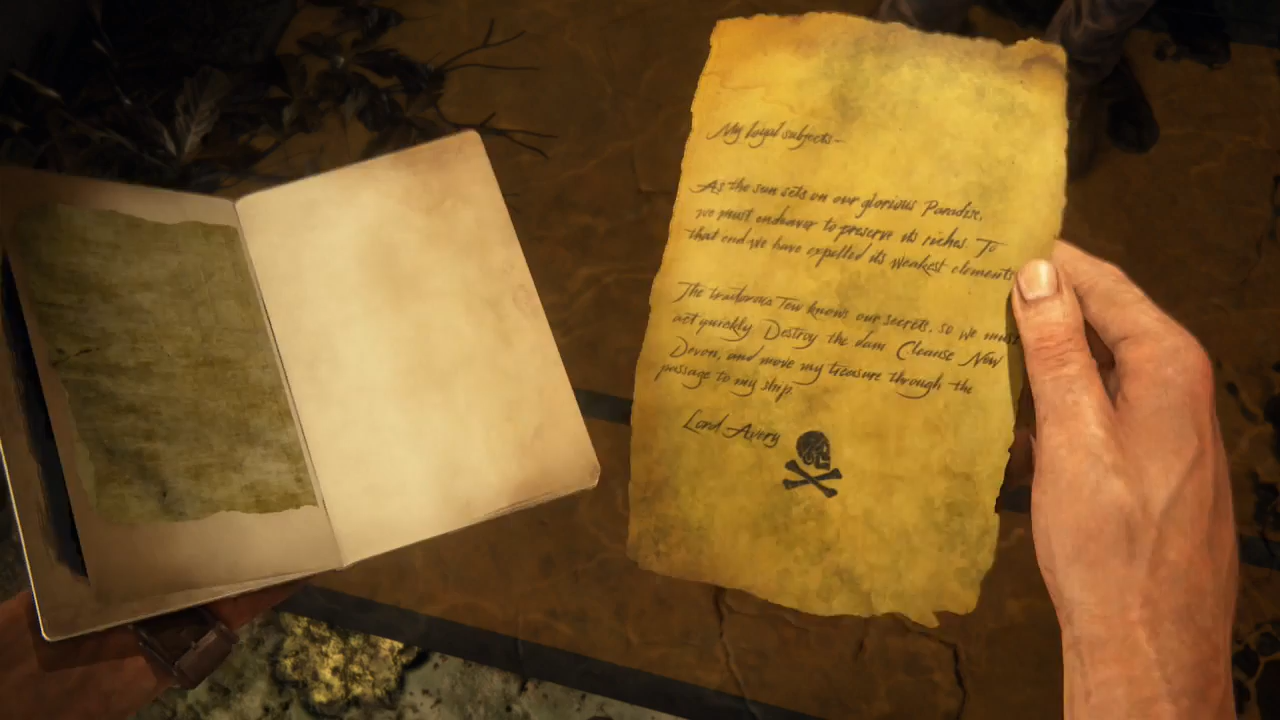 My loyal subjects-
As the sun sets on our glorious Paradise,
we must endeavor to preserve its riches. To
that end we have expelled its weakest elements
The traitorous Tew knows our secrets, so we must
act quickly Destroy the dam Cleanse New
Devon, and move my treasure through the
passage to my ship.
Lord Avery